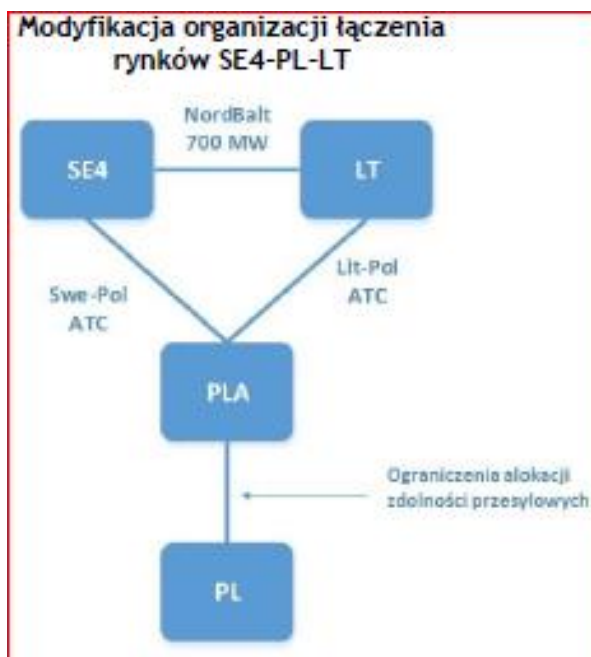 Modyfikacja organizacji łączenia
rynków SE4-PL-LT
NordBalt
700 MW
SE4
LT
Swe-Pol
ATC
Lit-Pol
ATC
PLA
Ograniczenia alokacji
zdolności przesyłowych
PL